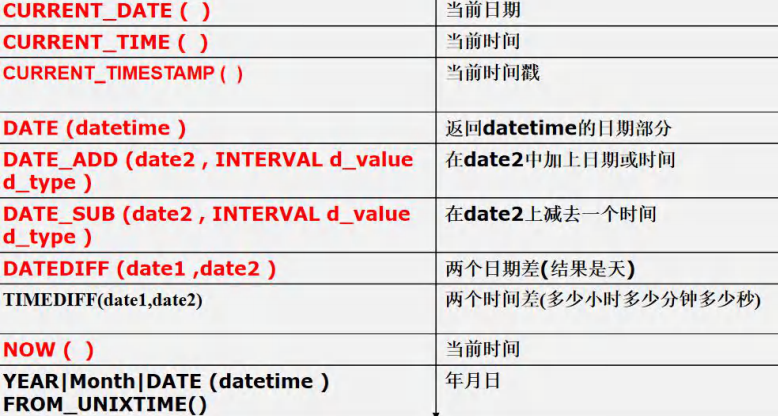 CURRENT_DATE ( ) 当前日期
CURRENT_TIME ( ) 当前时间
CURRENT_TIMESTAMP ( ) 当前时间戳
DATE (datetime ) 返回datetime的日期部分
DATE_ADD (date2 , INTERVAL d_value 在date2中加上日期或时间
d_type )
DATE_SUB (date2 , INTERVAL d_value 在date2上减去一个时间
d_type )
DATEDIFF (date1 ,date2 ) 两个日期差(结果是天)
TIMEDIFF(date1,date2) 两个时间差(多少小时多少分钟多少秒)
NOW ( ) 当前时间
YEAR|Month|DATE (datetime ) 年月日
FROM_UNIXTIME()